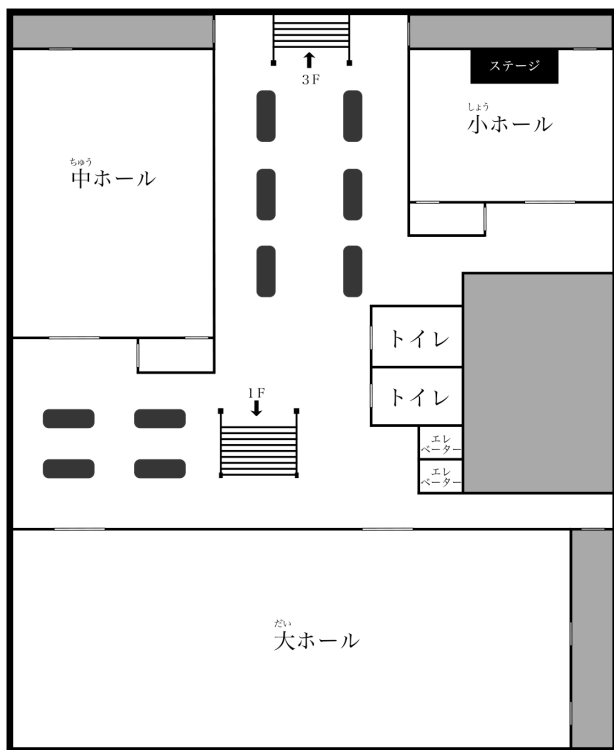 ステージ
3F
しょう
小ホール
ちゅう
中ホール
トイレ
トイレ
1F
エレ
ベーター
エレ
ベーター
だい
大ホール